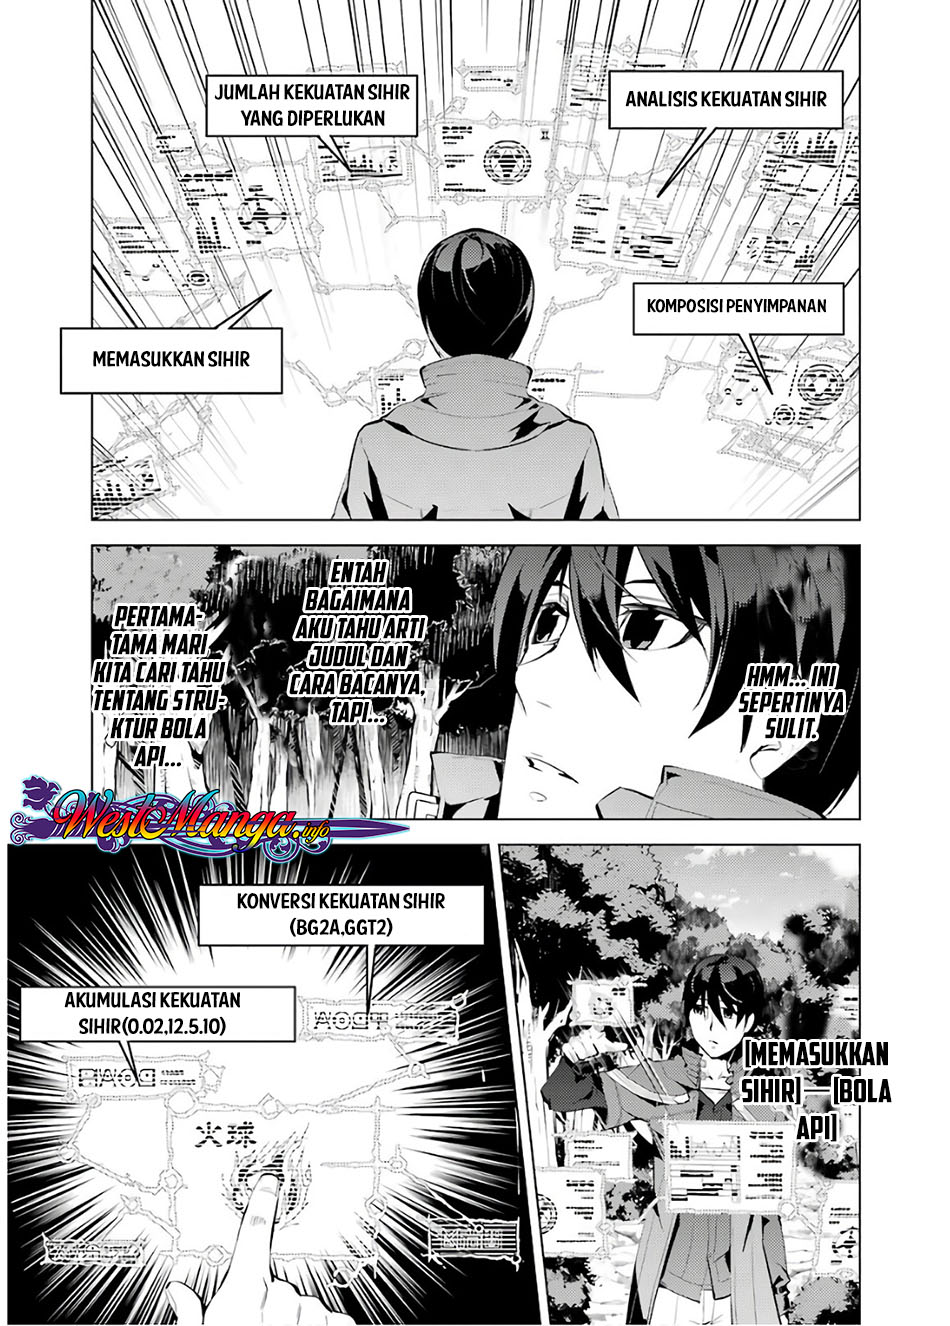 JUMLAH KEKUATAN SIHIR
YANG DIPERLUKAN
ANALISIS KEKUATAN SIHIR
KOMPOSISI PENYIMPANAN
MEMASUKKAN SIHIR
HMM... INI
SEPERTINYA
SULIT.
ENTAH
BAGAIMANA
AKU TAHU ARTI
JUDUL DAN
CARA BACANYA,
TAPI...
PERTAMA-
TAMA MARI
KITA CARI TAHU
TENTANG STRU-
KTUR BOLA
API...
WestManga.info
[MEMASUKKAN
SIHIR] [BOLA
API]
KONVERSI KEKUATAN SIHIR
(BG2A,GGT2)
AKUMULASI KEKUATAN
SIHIR(0.02,12.5.10)
火球